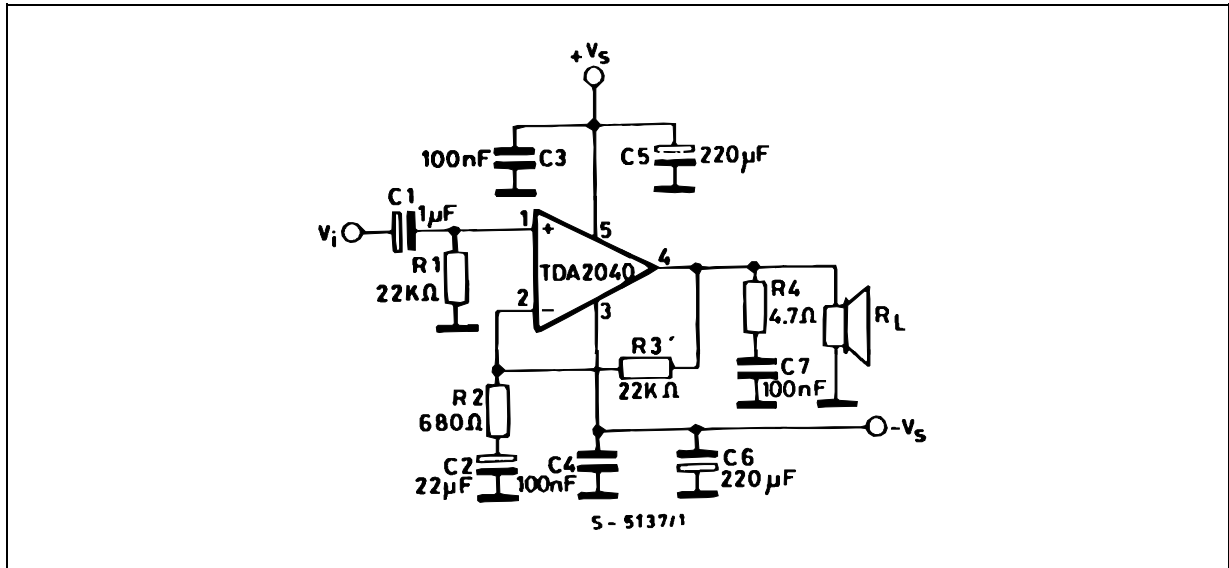 +Vs
100nF C3
C5 220µF
C1
1µF
Vi
1
+
5
R1
22KΩ
TDA2040
4
2
−
3
R4
4.7Ω
RL
R3′
22KΩ
C7
100nF
R2
680Ω
-Vs
C2
22µF
C4
100nF
C6
220µF
S - 5137/1